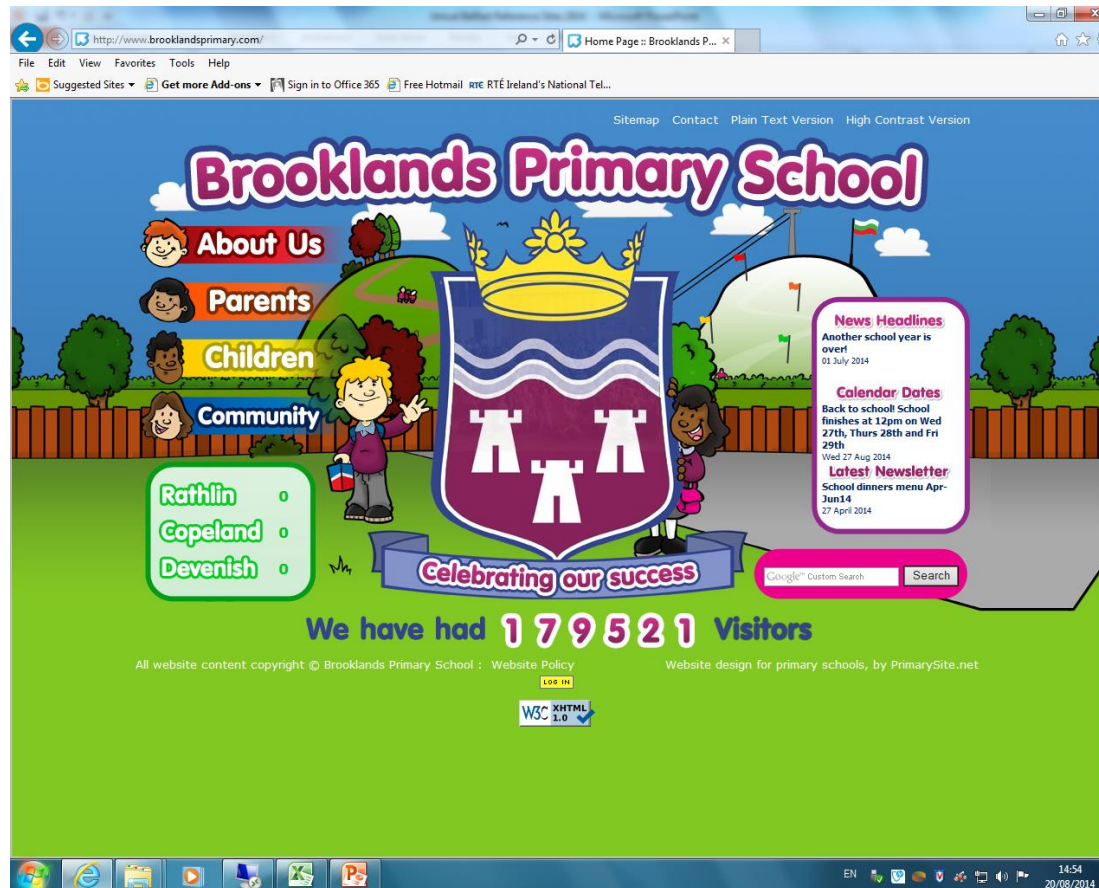 http://www.brooklandsprimary.com/
Home Page :: Brooklands P...
File Edit View Favorites Tools Help
Suggested Sites Get more Add-ons Sign in to Office 365 Free Hotmail RTÉ RTÉ Ireland's National Tel...
Sitemap Contact Plain Text Version High Contrast Version
Brooklands Primary School
About Us
Parents
Children
Community
Rathlin 0
Copeland 0
Devenish 0
News Headlines
Another school year is
over!
01 July 2014
Calendar Dates
Back to school! School
finishes at 12pm on Wed
27th, Thurs 28th and Fri
29th
Wed 27 Aug 2014
Latest Newsletter
School dinners menu Apr-
Jun14
27 April 2014
Celebrating our success
Google™ Custom Search Search
We have had 179521 Visitors
All website content copyright © Brooklands Primary School : Website Policy
Website design for primary schools, by PrimarySite.net
LOG IN
W3C XHTML
1.0
EN
14:54
20/08/2014